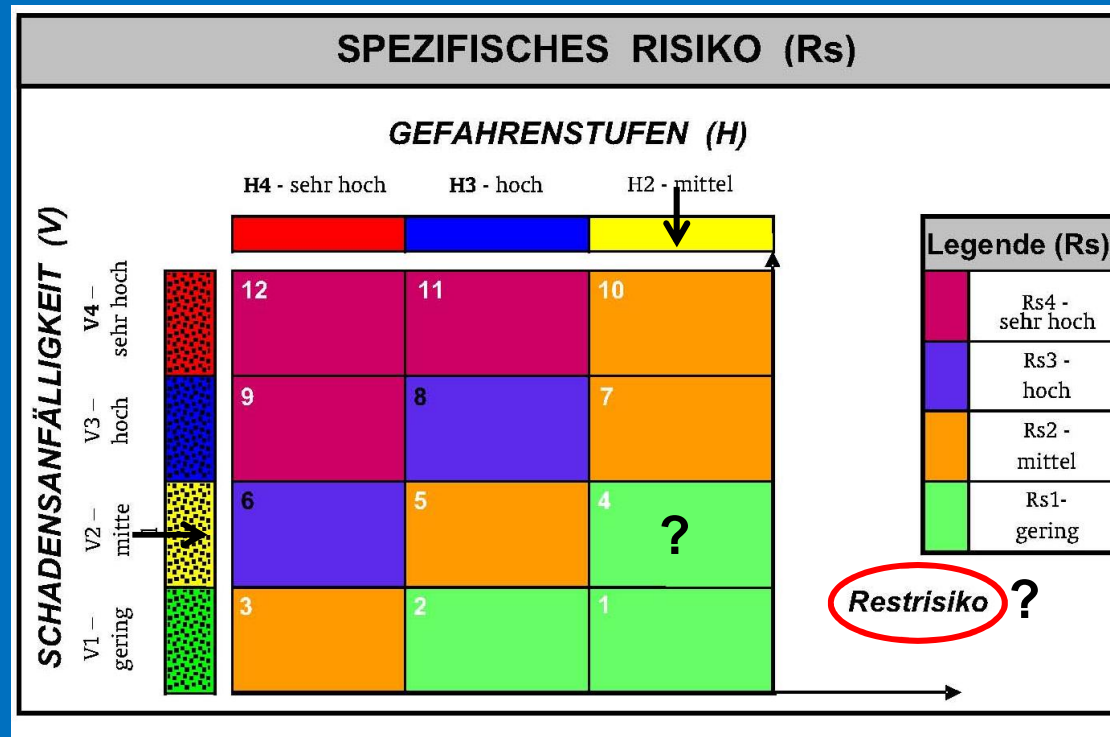 SPEZIFISCHES RISIKO (Rs)
GEFAHRENSTUFEN (H)
H4 - sehr hoch
H3 - hoch
H2 - mittel
SCHADENSANFÄLLIGKEIT (V)
V4 –
sehr hoch
V3 –
hoch
V2 –
mitte
l
V1 –
gering
12
11
10
9
8
7
6
5
4
?
3
2
1
Legende (Rs)
Rs4 -
sehr hoch
Rs3 -
hoch
Rs2 -
mittel
Rs1-
gering
Restrisiko ?